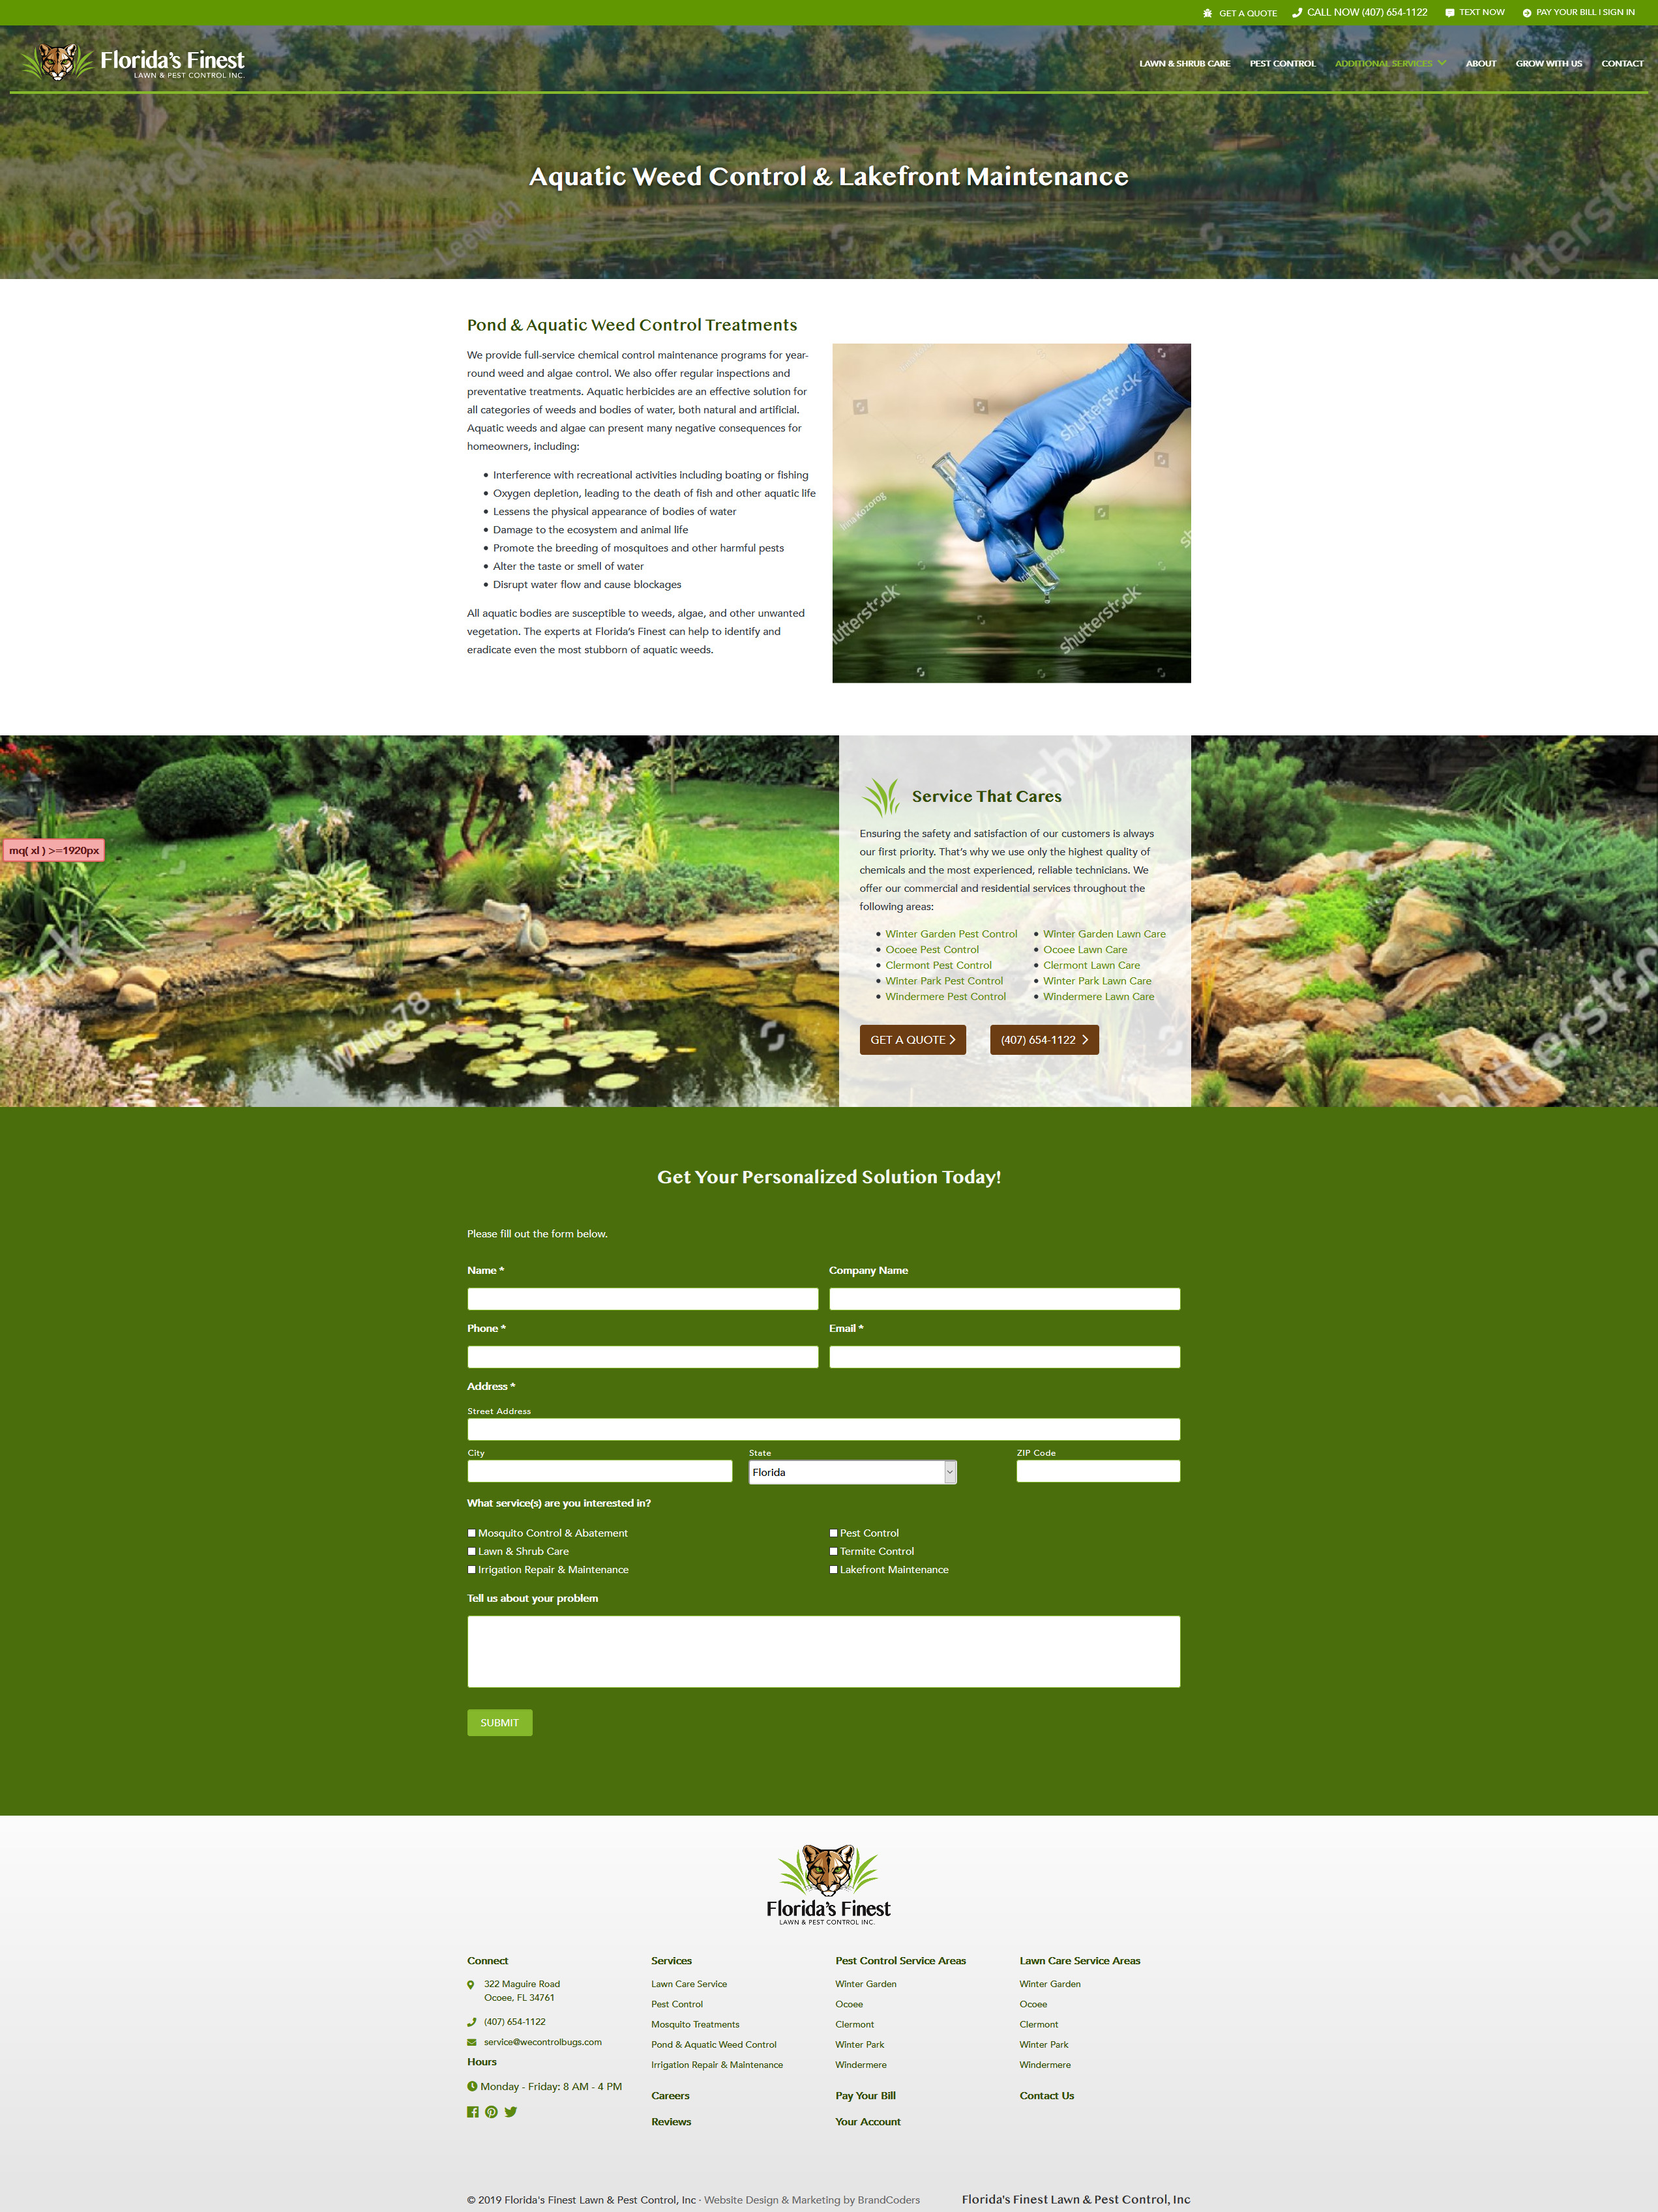 GET A QUOTE CALL NOW (407) 654-1122 TEXT NOW PAY YOUR BILL | SIGN IN
Florida's Finest
LAWN & PEST CONTROL INC.
LAWN & SHRUB CARE PEST CONTROL ADDITIONAL SERVICES ABOUT GROW WITH US CONTACT
Aquatic Weed Control & Lakefront Maintenance
shutterstock
Leeweh
Pond & Aquatic Weed Control Treatments
We provide full-service chemical control maintenance programs for year-
round weed and algae control. We also offer regular inspections and
preventative treatments. Aquatic herbicides are an effective solution for
all categories of weeds and bodies of water, both natural and artificial.
Aquatic weeds and algae can present many negative consequences for
homeowners, including:
• Interference with recreational activities including boating or fishing
• Oxygen depletion, leading to the death of fish and other aquatic life
• Lessens the physical appearance of bodies of water
• Damage to the ecosystem and animal life
• Promote the breeding of mosquitoes and other harmful pests
• Alter the taste or smell of water
• Disrupt water flow and cause blockages
All aquatic bodies are susceptible to weeds, algae, and other unwanted
vegetation. The experts at Florida's Finest can help to identify and
eradicate even the most stubborn of aquatic weeds.
shutterstock
Irina Kozorog
Irina Kozorog
shutterstock
shutterstock
mq( xl ) >=1920px
White78
shutterstock
Service That Cares
Ensuring the safety and satisfaction of our customers is always
our first priority. That's why we use only the highest quality of
chemicals and the most experienced, reliable technicians. We
offer our commercial and residential services throughout the
following areas:
• Winter Garden Pest Control • Winter Garden Lawn Care
• Ocoee Pest Control • Ocoee Lawn Care
• Clermont Pest Control • Clermont Lawn Care
• Winter Park Pest Control • Winter Park Lawn Care
• Windermere Pest Control • Windermere Lawn Care
GET A QUOTE (407) 654-1122
Get Your Personalized Solution Today!
Please fill out the form below.
Name * Company Name
Phone * Email *
Address *
Street Address
City State ZIP Code
Florida
What service(s) are you interested in?
Mosquito Control & Abatement Pest Control
Lawn & Shrub Care Termite Control
Irrigation Repair & Maintenance Lakefront Maintenance
Tell us about your problem
SUBMIT
Florida's Finest
LAWN & PEST CONTROL INC.
Connect
322 Maguire Road
Ocoee, FL 34761
(407) 654-1122
service@wecontrolbugs.com
Hours
Monday - Friday: 8 AM - 4 PM
Services
Lawn Care Service
Pest Control
Mosquito Treatments
Pond & Aquatic Weed Control
Irrigation Repair & Maintenance
Careers
Reviews
Pest Control Service Areas
Winter Garden
Ocoee
Clermont
Winter Park
Windermere
Pay Your Bill
Your Account
Lawn Care Service Areas
Winter Garden
Ocoee
Clermont
Winter Park
Windermere
Contact Us
© 2019 Florida's Finest Lawn & Pest Control, Inc · Website Design & Marketing by BrandCoders Florida's Finest Lawn & Pest Control, Inc